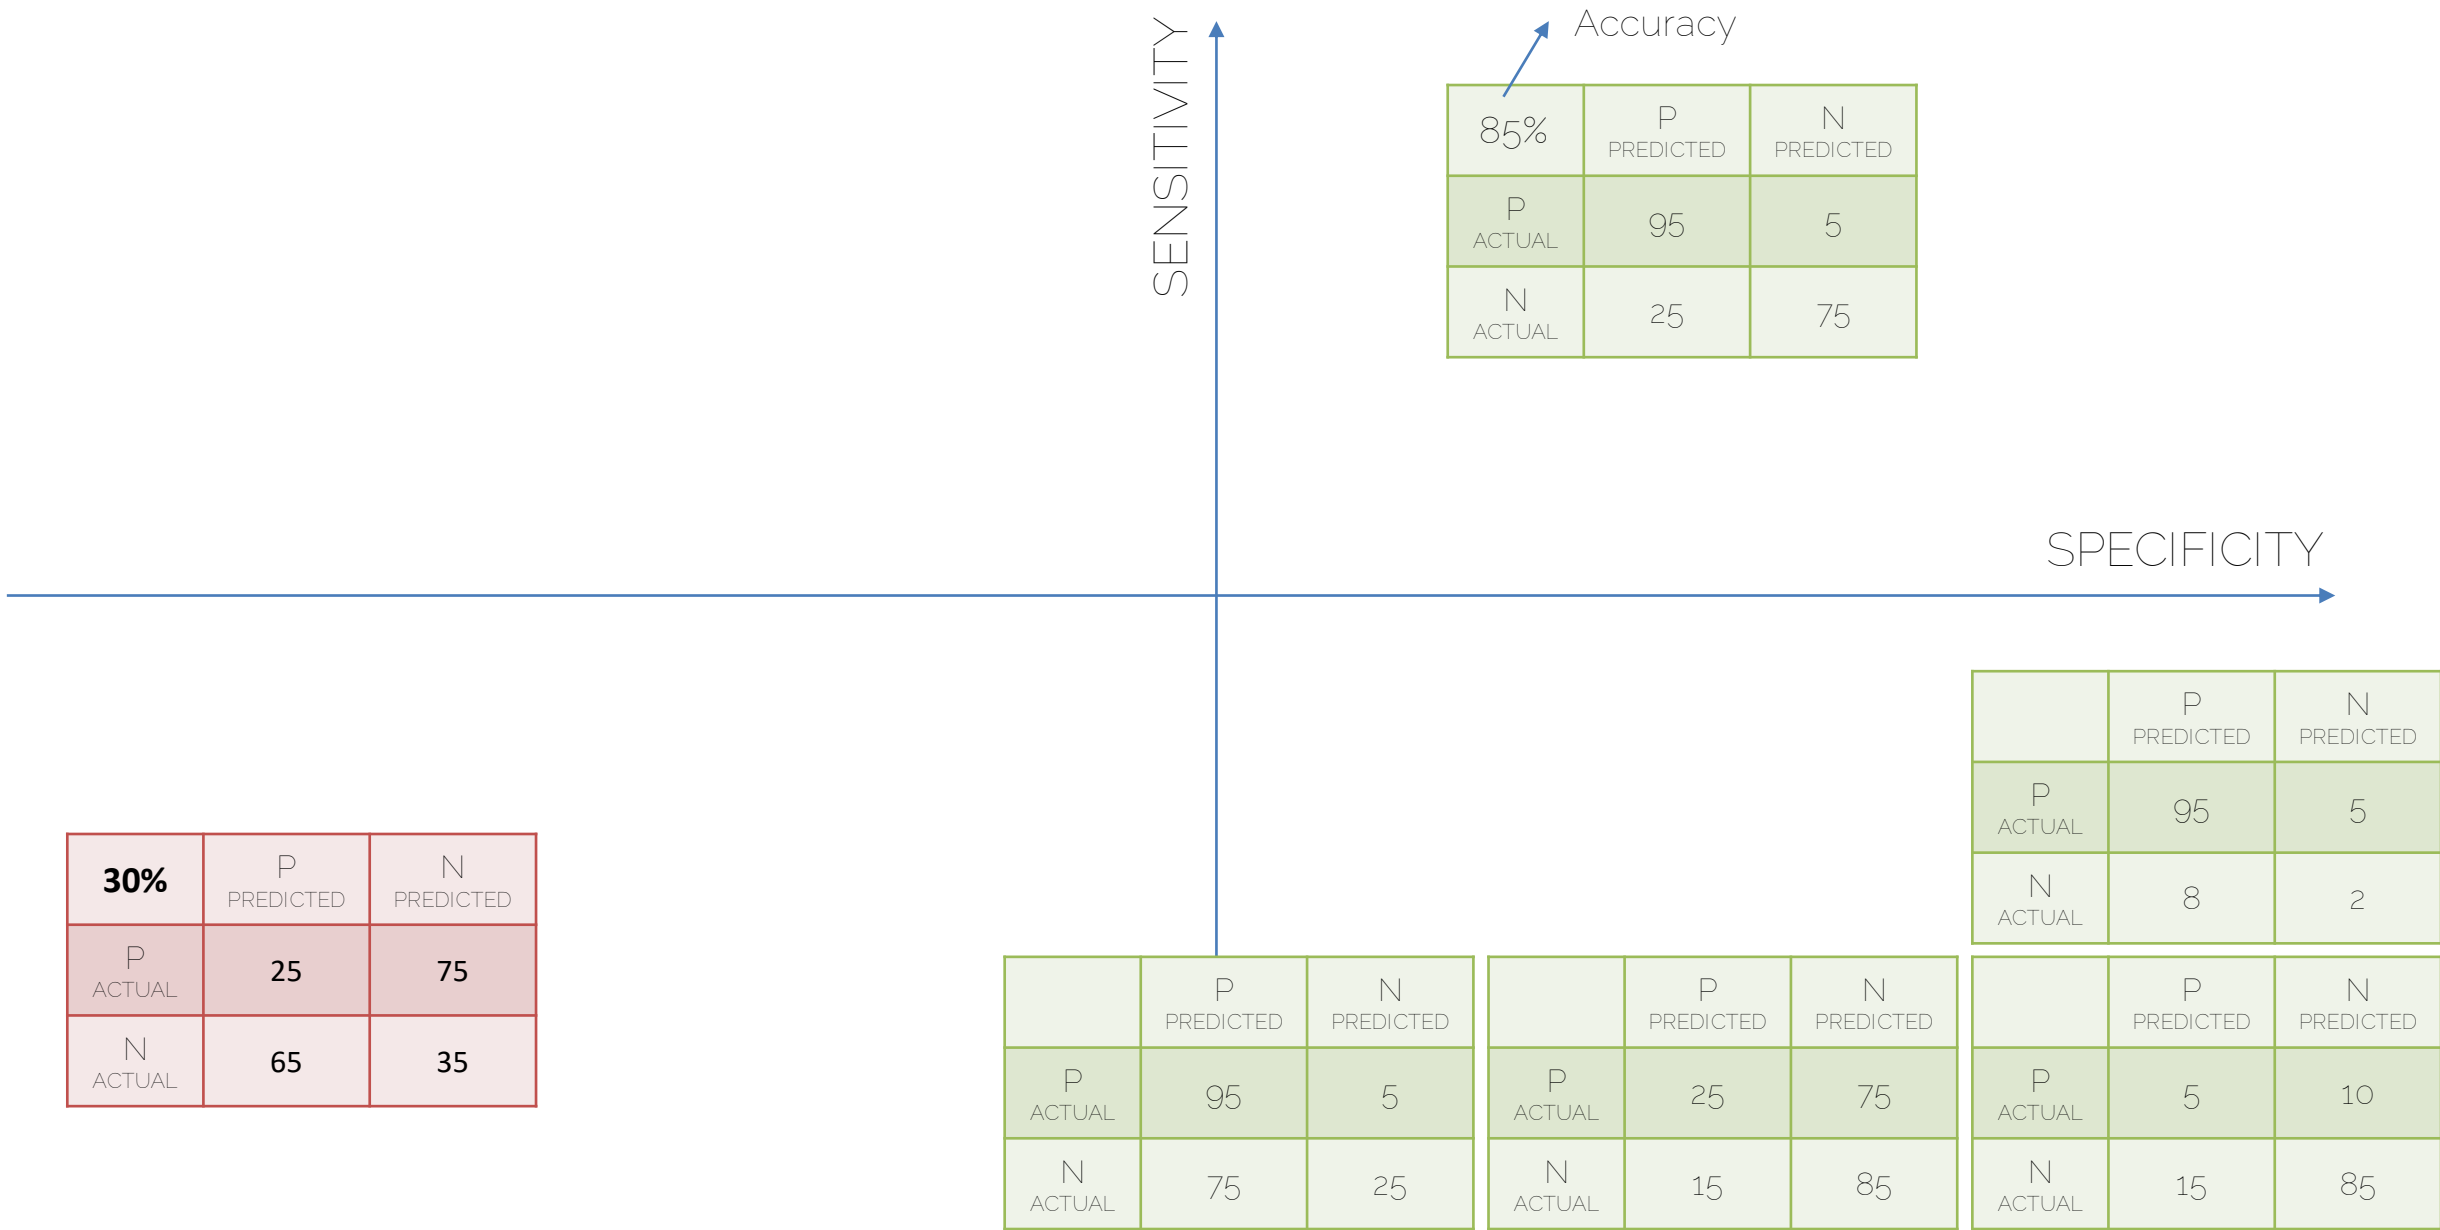 SENSITIVITY
Accuracy
85% P PREDICTED N PREDICTED
P ACTUAL 95 5
N ACTUAL 25 75
SPECIFICITY
P PREDICTED N PREDICTED
P ACTUAL 95 5
N ACTUAL 8 2
30% P PREDICTED N PREDICTED
P ACTUAL 25 75
N ACTUAL 65 35
P PREDICTED N PREDICTED
P ACTUAL 95 5
N ACTUAL 75 25
P PREDICTED N PREDICTED
P ACTUAL 25 75
N ACTUAL 15 85
P PREDICTED N PREDICTED
P ACTUAL 5 10
N ACTUAL 15 85